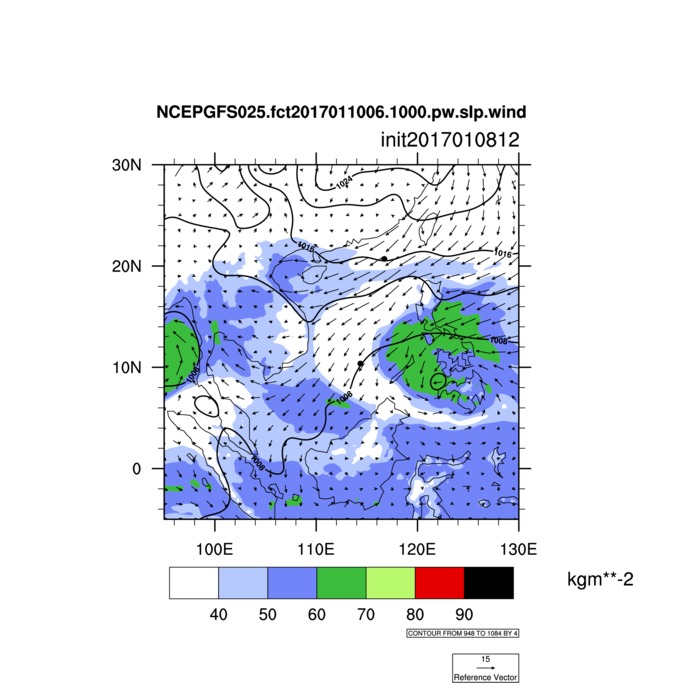 NCEPGFS025.fct2017011006.1000.pw.slp.wind
init2017010812
30N
1024
1016
1016
20N
1008
10N
1008
1008
1008
0
100E 110E 120E 130E
kgm**-2
40 50 60 70 80 90
CONTOUR FROM 948 TO 1084 BY 4
15
Reference Vector